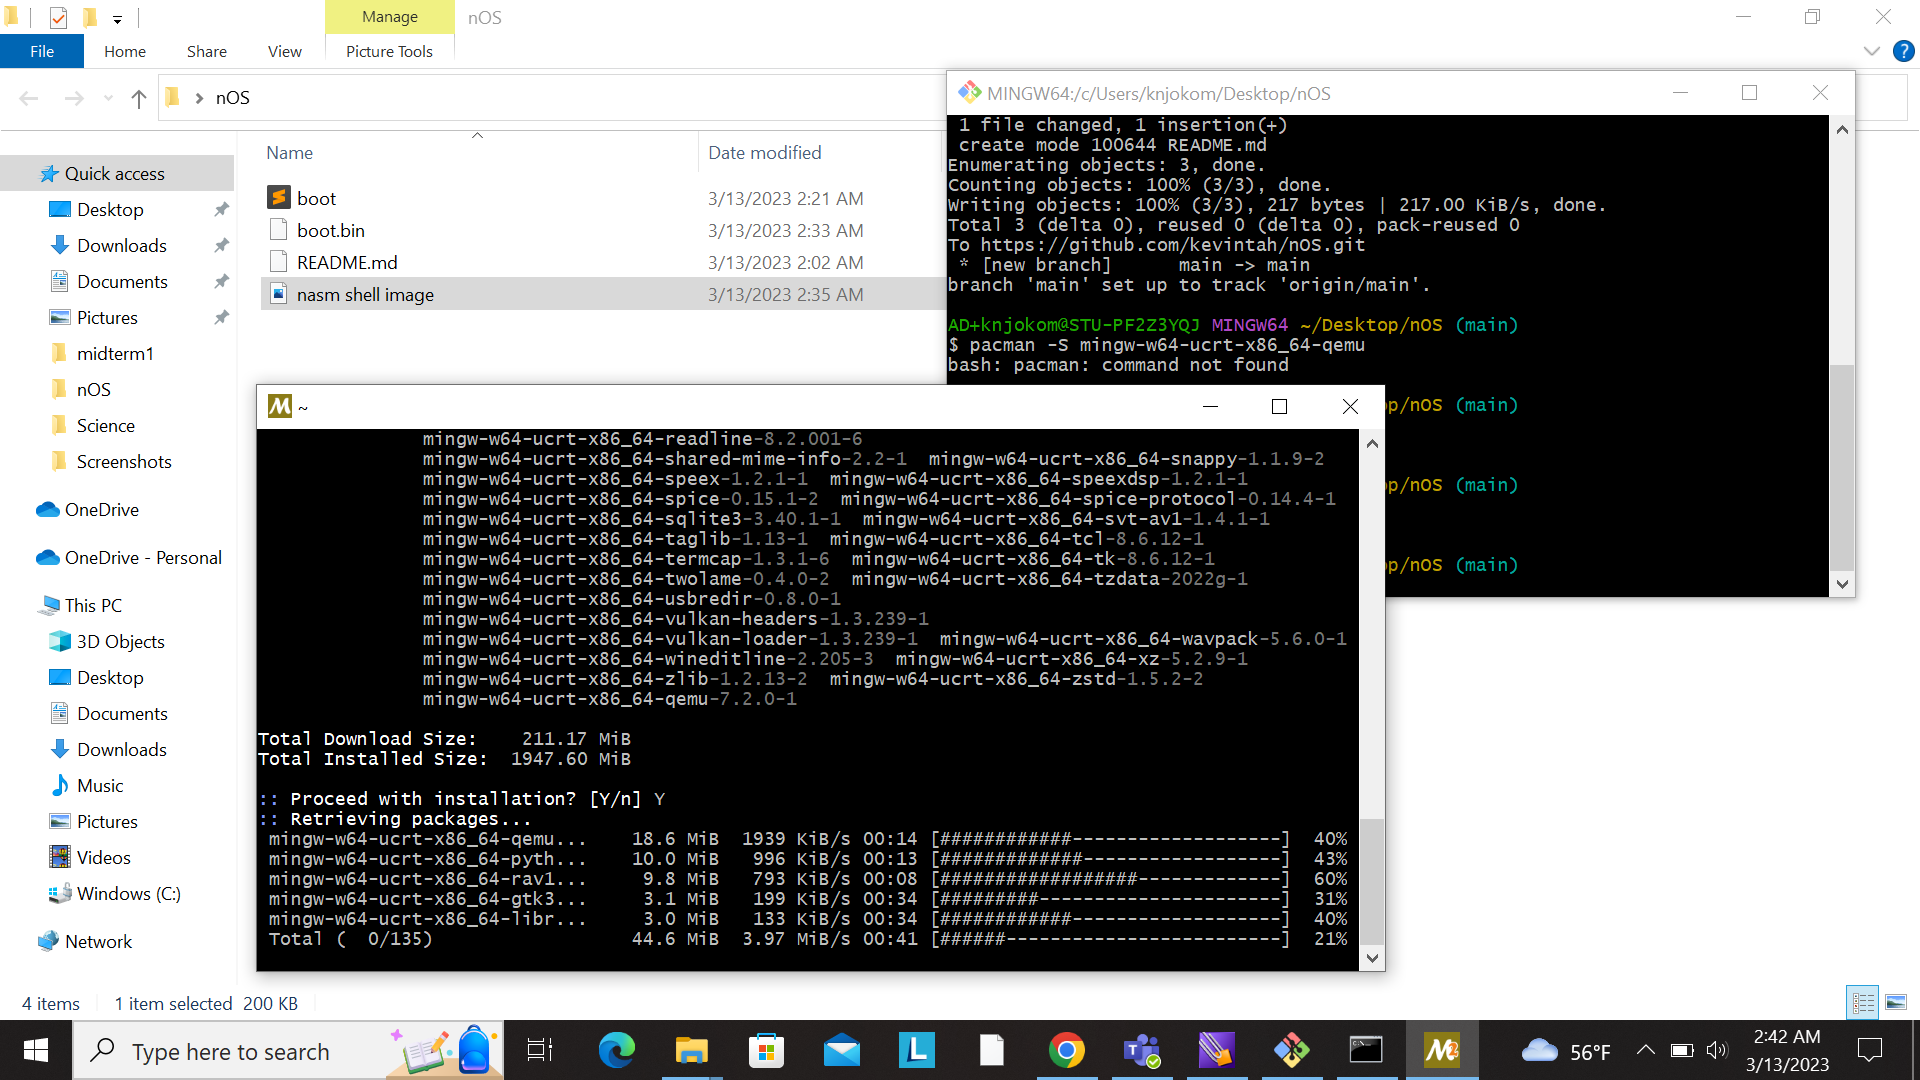 Manage
nOS
File
Home
Share
View
Picture Tools
nOS
Name
Date modified
Quick access
Desktop
Downloads
Documents
Pictures
midterm1
nOS
Science
Screenshots
OneDrive
OneDrive - Personal
This PC
3D Objects
Desktop
Documents
Downloads
Music
Pictures
Videos
Windows (C:)
Network
boot 3/13/2023 2:21 AM
boot.bin 3/13/2023 2:33 AM
README.md 3/13/2023 2:02 AM
nasm shell image 3/13/2023 2:35 AM
MINGW64:/c/Users/knjokom/Desktop/nOS
1 file changed, 1 insertion(+)
create mode 100644 README.md
Enumerating objects: 3, done.
Counting objects: 100% (3/3), done.
Writing objects: 100% (3/3), 217 bytes | 217.00 KiB/s, done.
Total 3 (delta 0), reused 0 (delta 0), pack-reused 0
To https://github.com/kevintah/nOS.git
* [new branch] main -> main
branch 'main' set up to track 'origin/main'.
AD+knjokom@STU-PF2Z3YQJ MINGW64 ~/Desktop/nOS (main)
$ pacman -S mingw-w64-ucrt-x86_64-qemu
bash: pacman: command not found
p/nOS (main)
p/nOS (main)
p/nOS (main)
~
mingw-w64-ucrt-x86_64-readline-8.2.001-6
mingw-w64-ucrt-x86_64-shared-mime-info-2.2-1 mingw-w64-ucrt-x86_64-snappy-1.1.9-2
mingw-w64-ucrt-x86_64-speex-1.2.1-1 mingw-w64-ucrt-x86_64-speexdsp-1.2.1-1
mingw-w64-ucrt-x86_64-spice-0.15.1-2 mingw-w64-ucrt-x86_64-spice-protocol-0.14.4-1
mingw-w64-ucrt-x86_64-sqlite3-3.40.1-1 mingw-w64-ucrt-x86_64-svt-av1-1.4.1-1
mingw-w64-ucrt-x86_64-taglib-1.13-1 mingw-w64-ucrt-x86_64-tcl-8.6.12-1
mingw-w64-ucrt-x86_64-termcap-1.3.1-6 mingw-w64-ucrt-x86_64-tk-8.6.12-1
mingw-w64-ucrt-x86_64-twolame-0.4.0-2 mingw-w64-ucrt-x86_64-tzdata-2022g-1
mingw-w64-ucrt-x86_64-usbredir-0.8.0-1
mingw-w64-ucrt-x86_64-vulkan-headers-1.3.239-1
mingw-w64-ucrt-x86_64-vulkan-loader-1.3.239-1 mingw-w64-ucrt-x86_64-wavpack-5.6.0-1
mingw-w64-ucrt-x86_64-wineditline-2.205-3 mingw-w64-ucrt-x86_64-xz-5.2.9-1
mingw-w64-ucrt-x86_64-zlib-1.2.13-2 mingw-w64-ucrt-x86_64-zstd-1.5.2-2
mingw-w64-ucrt-x86_64-qemu-7.2.0-1
Total Download Size: 211.17 MiB
Total Installed Size: 1947.60 MiB
:: Proceed with installation? [Y/n] Y
:: Retrieving packages...
mingw-w64-ucrt-x86_64-qemu... 18.6 MiB 1939 KiB/s 00:14 [############-------------------] 40%
mingw-w64-ucrt-x86_64-pyth... 10.0 MiB 996 KiB/s 00:13 [#############------------------] 43%
mingw-w64-ucrt-x86_64-rav1... 9.8 MiB 793 KiB/s 00:08 [##################-------------] 60%
mingw-w64-ucrt-x86_64-gtk3... 3.1 MiB 199 KiB/s 00:34 [#########----------------------] 31%
mingw-w64-ucrt-x86_64-libr... 3.0 MiB 133 KiB/s 00:34 [############-------------------] 40%
Total ( 0/135) 44.6 MiB 3.97 MiB/s 00:41 [######-------------------------] 21%
4 items
1 item selected 200 KB
Type here to search
56°F
2:42 AM
3/13/2023